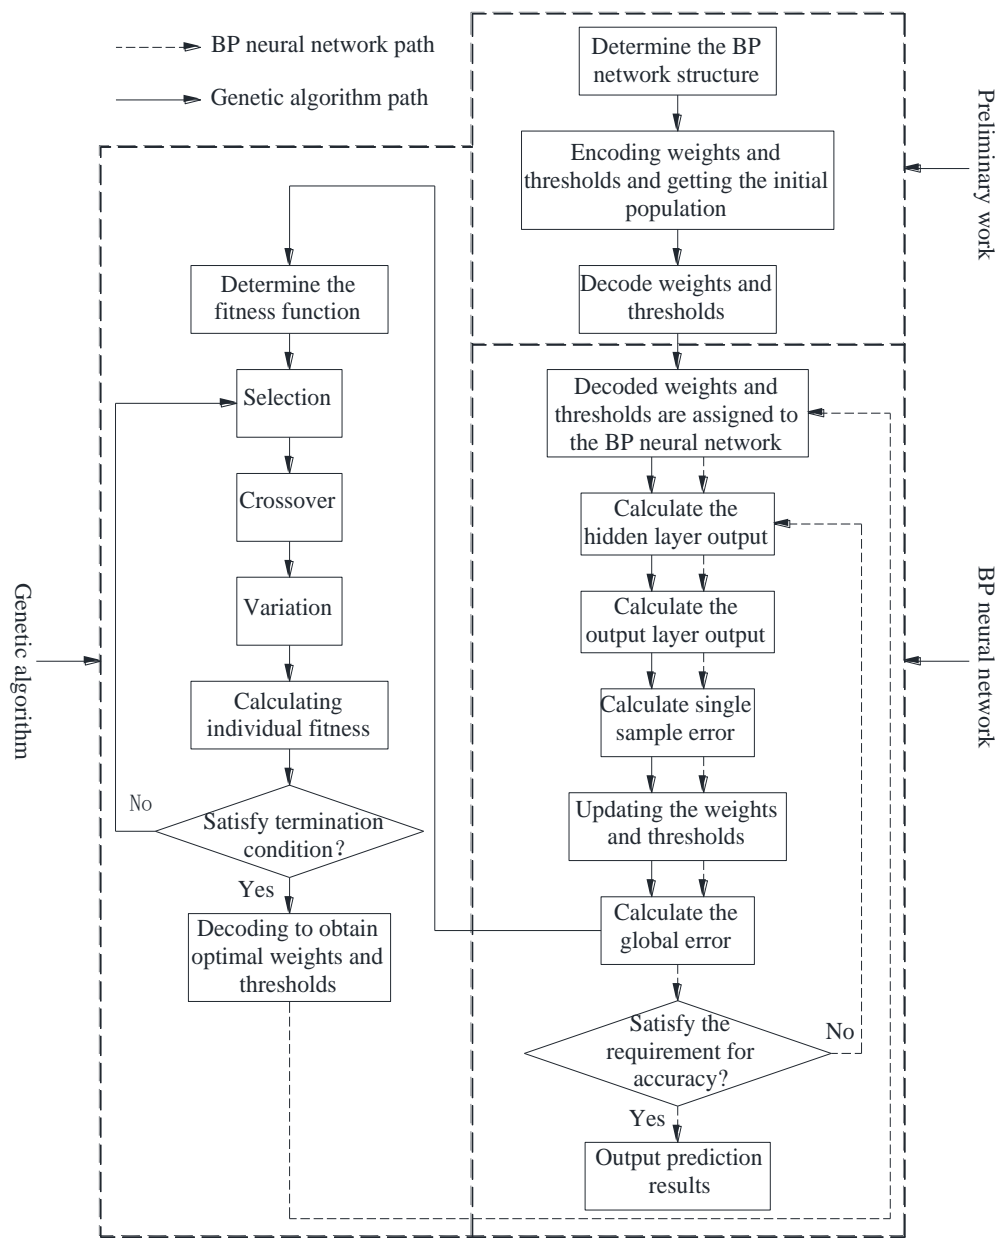 BP neural network path
Genetic algorithm path
Determine the BP
network structure
Encoding weights and
thresholds and getting the initial
population
Decode weights and
thresholds
Preliminary work
Determine the
fitness function
Selection
Crossover
Variation
Calculating
individual fitness
Satisfy termination
condition?
No
Yes
Decoding to obtain
optimal weights and
thresholds
Genetic algorithm
Decoded weights and
thresholds are assigned to
the BP neural network
Calculate the
hidden layer output
Calculate the
output layer output
Calculate single
sample error
Updating the weights
and thresholds
Calculate the
global error
Satisfy the
requirement for
accuracy?
No
Yes
Output prediction
results
BP neural network